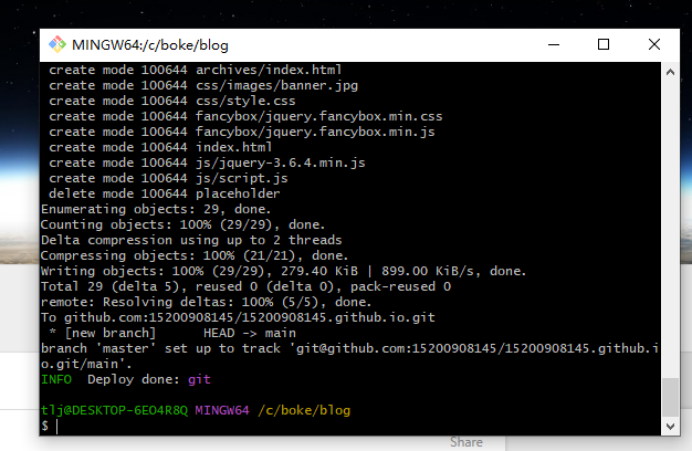 MINGW64:/c/boke/blog
create mode 100644 archives/index.html
create mode 100644 css/images/banner.jpg
create mode 100644 css/style.css
create mode 100644 fancybox/jquery.fancybox.min.css
create mode 100644 fancybox/jquery.fancybox.min.js
create mode 100644 index.html
create mode 100644 js/jquery-3.6.4.min.js
create mode 100644 js/script.js
delete mode 100644 placeholder
Enumerating objects: 29, done.
Counting objects: 100% (29/29), done.
Delta compression using up to 2 threads
Compressing objects: 100% (21/21), done.
Writing objects: 100% (29/29), 279.40 KiB | 899.00 KiB/s, done.
Total 29 (delta 5), reused 0 (delta 0), pack-reused 0
remote: Resolving deltas: 100% (5/5), done.
To github.com:15200908145/15200908145.github.io.git
* [new branch]      HEAD -> main
branch 'master' set up to track 'git@github.com:15200908145/15200908145.github.i
o.git/main'.
INFO  Deploy done: git
tlj@DESKTOP-6EO4R8Q MINGW64 /c/boke/blog
$
Share